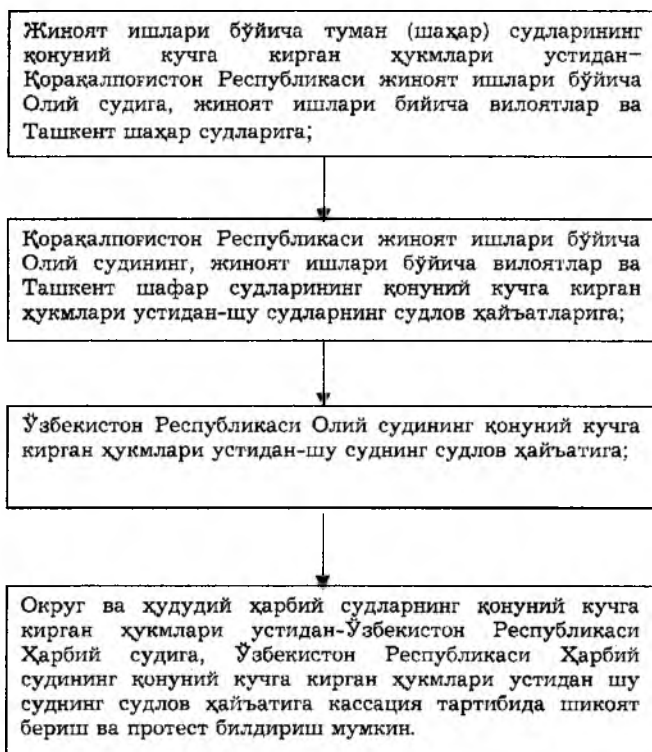 Жиноят ишлари бўйича туман (шаҳар) судларининг
қонуний кучга кирган ҳукмлари устидан–
Қорақалпоғистон Республикаси жиноят ишлари бўйича
Олий судига, жиноят ишлари бийича вилоятлар ва
Ташкент шаҳар судларига;
Қорақалпоғистон Республикаси жиноят ишлари бўйича
Олий судининг, жиноят ишлари бўйича вилоятлар ва
Ташкент шафар судларининг қонуний кучга кирган
ҳукмлари устидан-шу судларнинг судлов ҳайъатларига;
Ўзбекистон Республикаси Олий судининг қонуний кучга
кирган ҳукмлари устидан-шу суднинг судлов ҳайъатига;
Округ ва ҳудудий ҳарбий судларнинг қонуний кучга
кирган ҳукмлари устидан-Ўзбекистон Республикаси
Ҳарбий судига, Ўзбекистон Республикаси Ҳарбий
судининг қонуний кучга кирган ҳукмлари устидан шу
суднинг судлов ҳайъатига кассация тартибида шикоят
бериш ва протест билдириш мумкин.